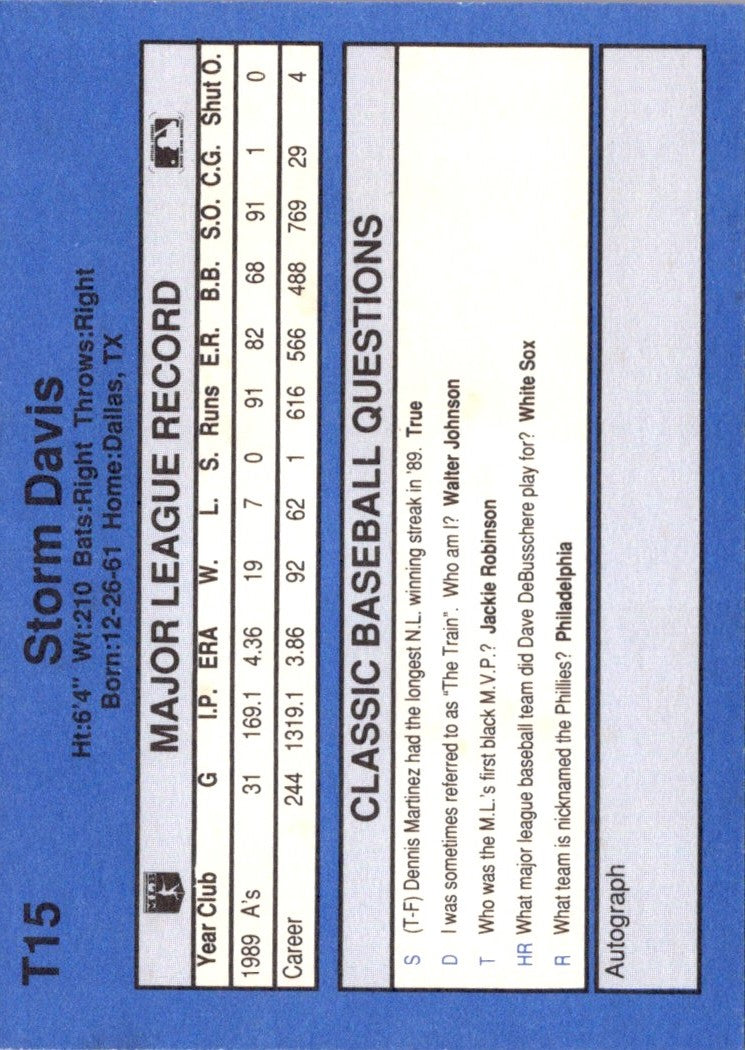 T15
Storm Davis
Ht:6'4" Wt:210 Bats:Right Throws:Right
Born:12-26-61 Home:Dallas, TX
MAJOR LEAGUE RECORD
Year Club G I.P. ERA W. L. S. Runs E.R. B.B. S.O. C.G. Shut O.
1989 A's 31 169.1 4.36 19 7 0 91 82 68 91 1 0
Career 244 1319.1 3.86 92 62 1 616 566 488 769 29 4
CLASSIC BASEBALL QUESTIONS
S (T-F) Dennis Martinez had the longest N.L. winning streak in '89. True
D I was sometimes referred to as "The Train". Who am I? Walter Johnson
T Who was the M.L.'s first black M.V.P.? Jackie Robinson
HR What major league baseball team did Dave DeBusschere play for? White Sox
R What team is nicknamed the Phillies? Philadelphia
Autograph